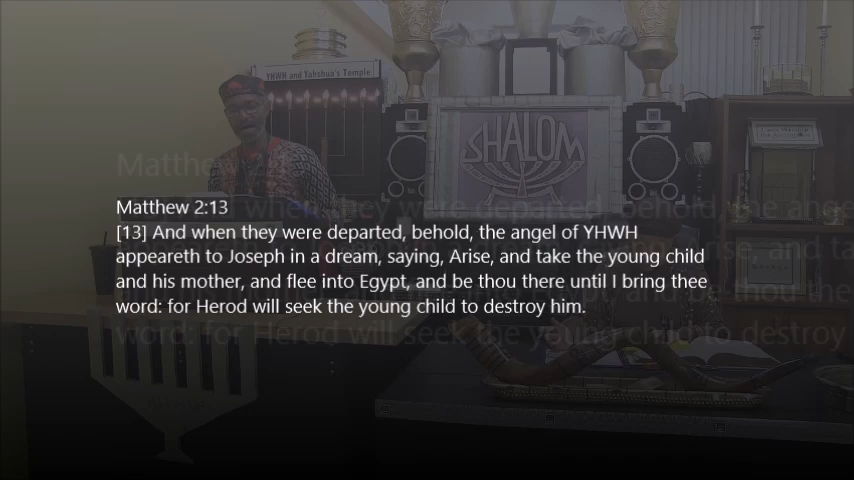 YHWH and Yahshua's Temple
SHALOM
Matthew 2:13
[13] And when they were departed, behold, the angel of YHWH
appeareth to Joseph in a dream, saying, Arise, and take the young child
and his mother, and flee into Egypt, and be thou there until I bring thee
word: for Herod will seek the young child to destroy him.